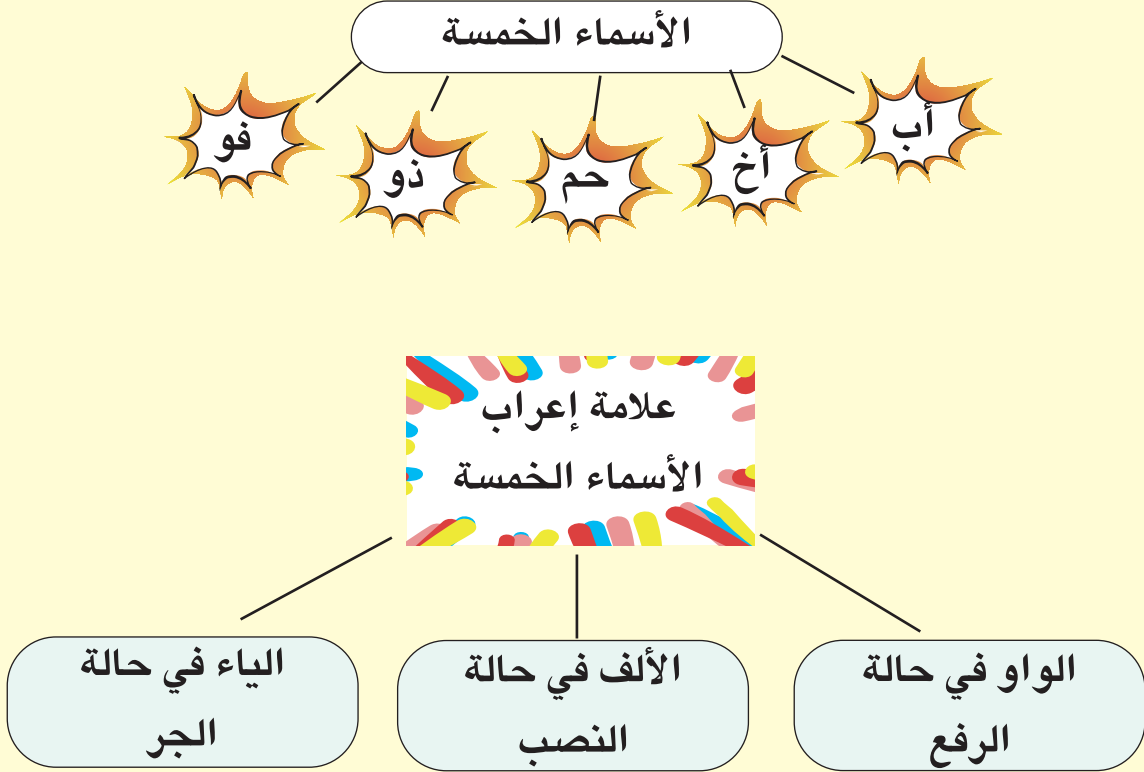 الأسماء الخمسة
أب
أخ
حم
ذو
فو
علامة إعراب
الأسماء الخمسة
الواو في حالة
الرفع
الألف في حالة
النصب
الياء في حالة
الجر